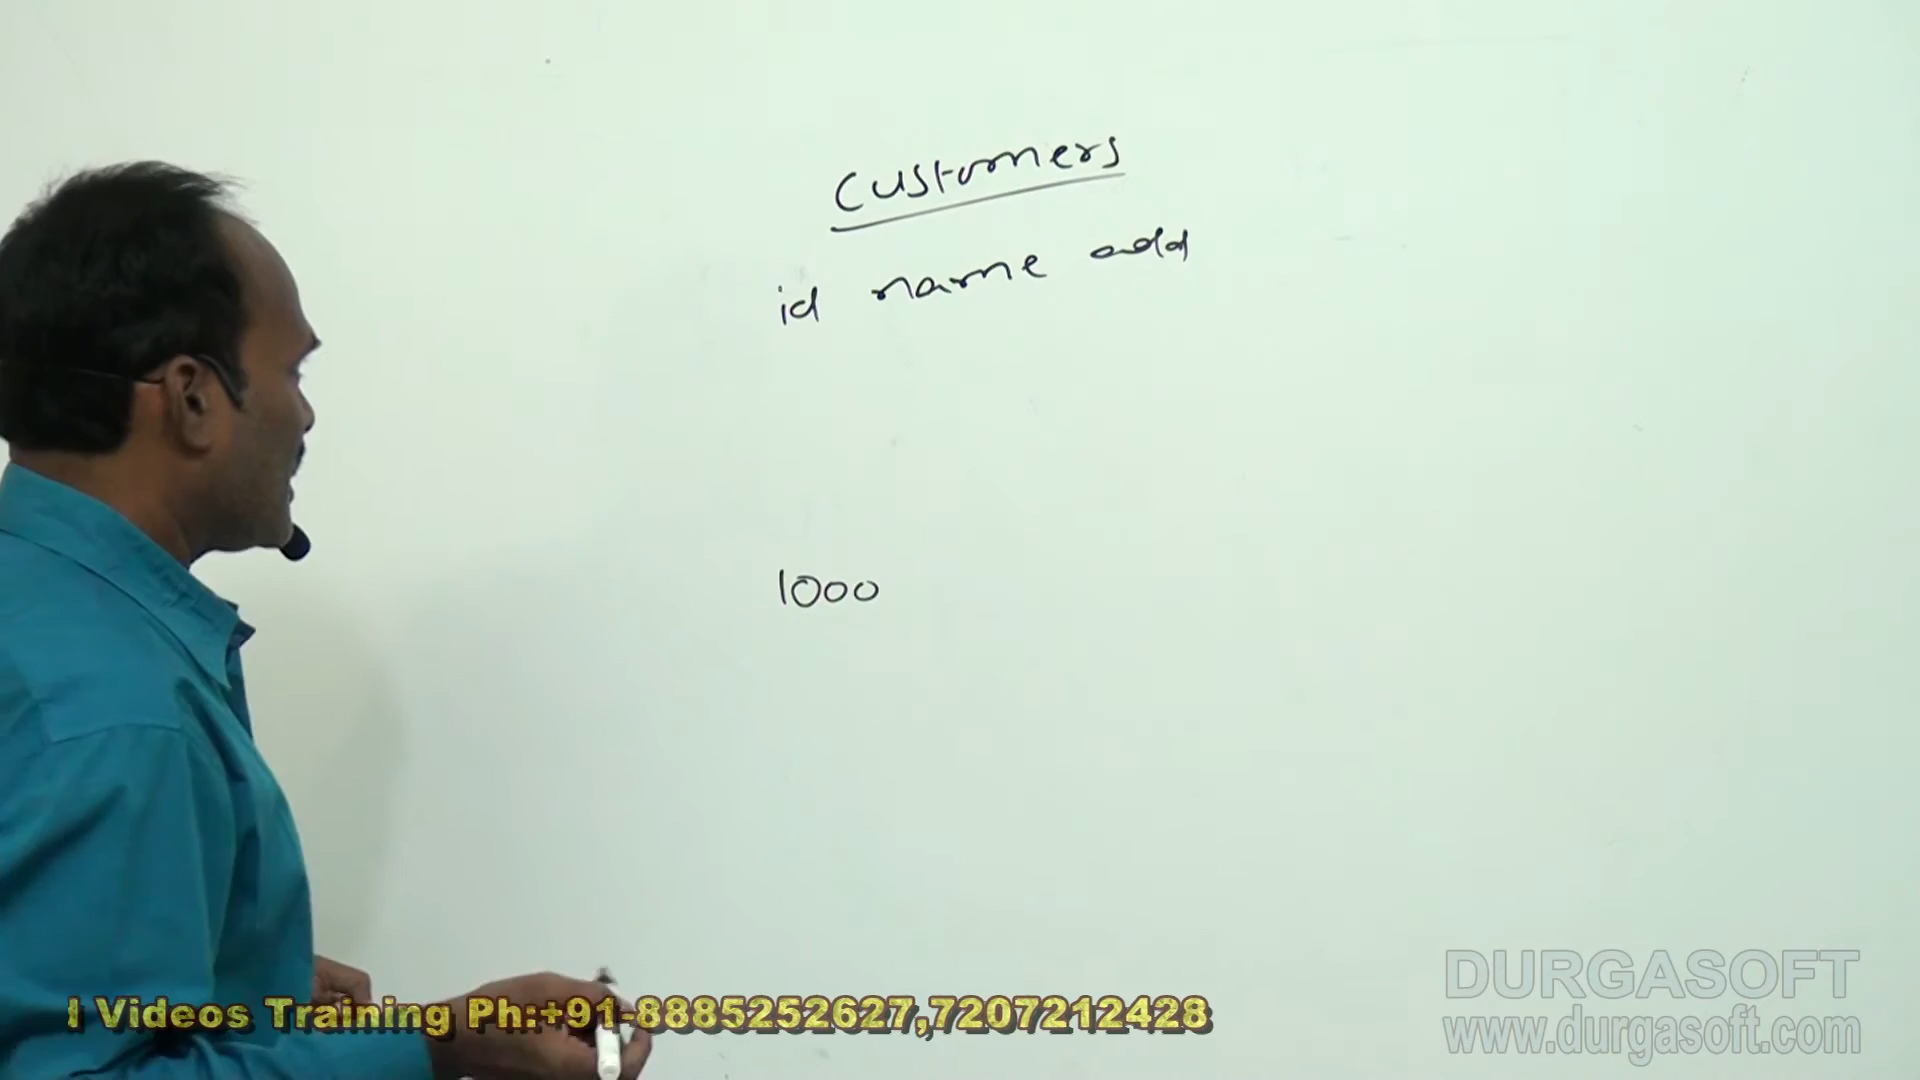 Customers
id name add
1000
l Videos Training Ph:+91-8885252627,7207212428
DURGASOFT
www.durgasoft.com